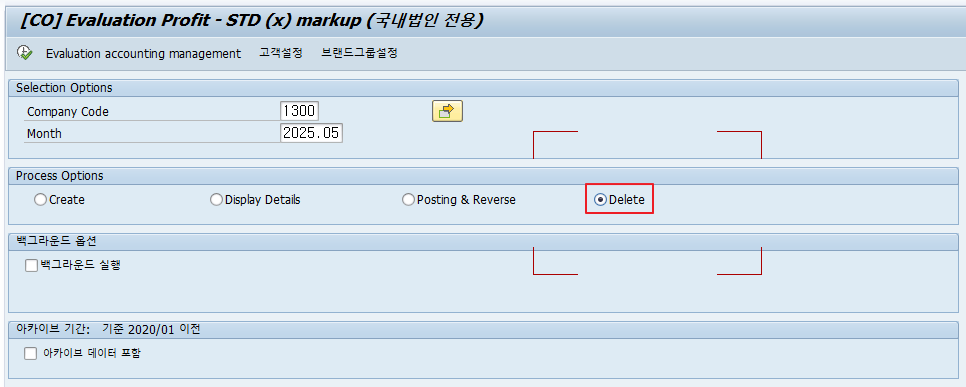 [CO] Evaluation Profit - STD (x) markup (국내법인 전용)
Evaluation accounting management 고객설정 브랜드그룹설정
Selection Options
Company Code 1300
Month 2025.05
Process Options
Create Display Details Posting & Reverse Delete
백그라운드 옵션
백그라운드 실행
아카이브 기간: 기준 2020/01 이전
아카이브 데이터 포함